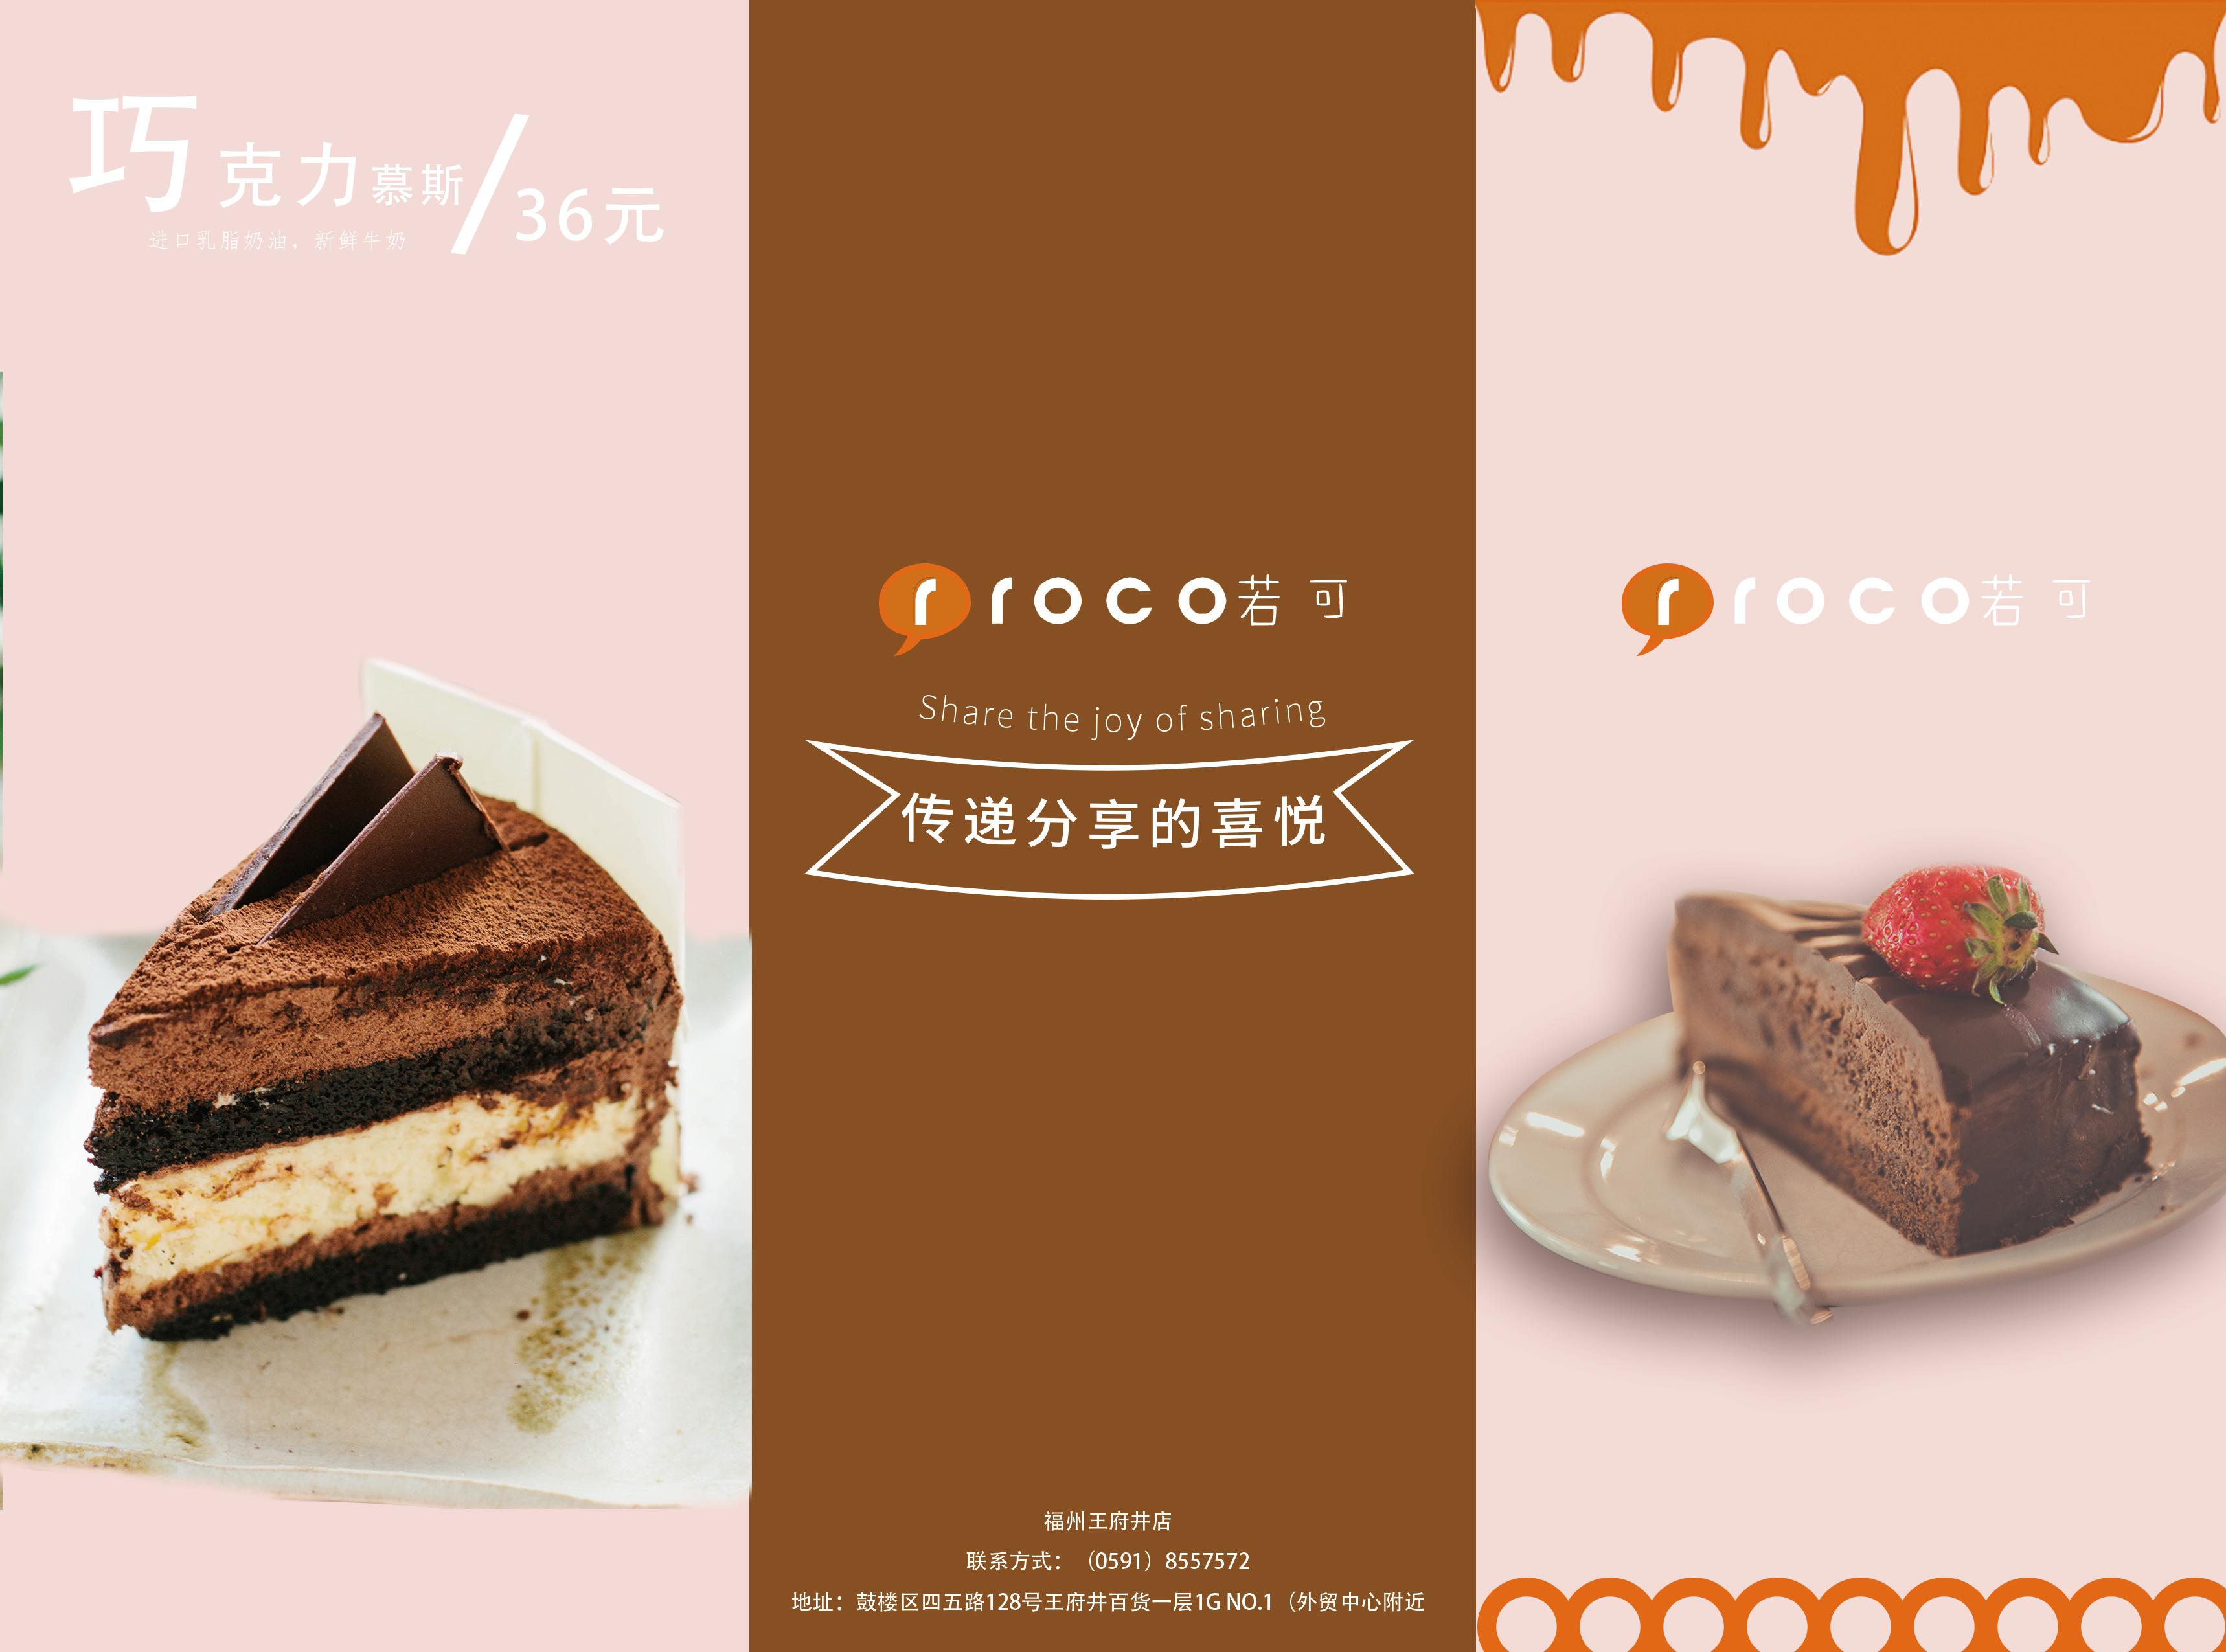 巧克力慕斯/36元
进口乳脂奶油，新鲜牛奶
r roco若可
Share the joy of sharing
传递分享的喜悦
福州王府井店
联系方式：（0591）8557572
地址：鼓楼区四五路128号王府井百货一层1G NO.1（外贸中心附近
r roco若可